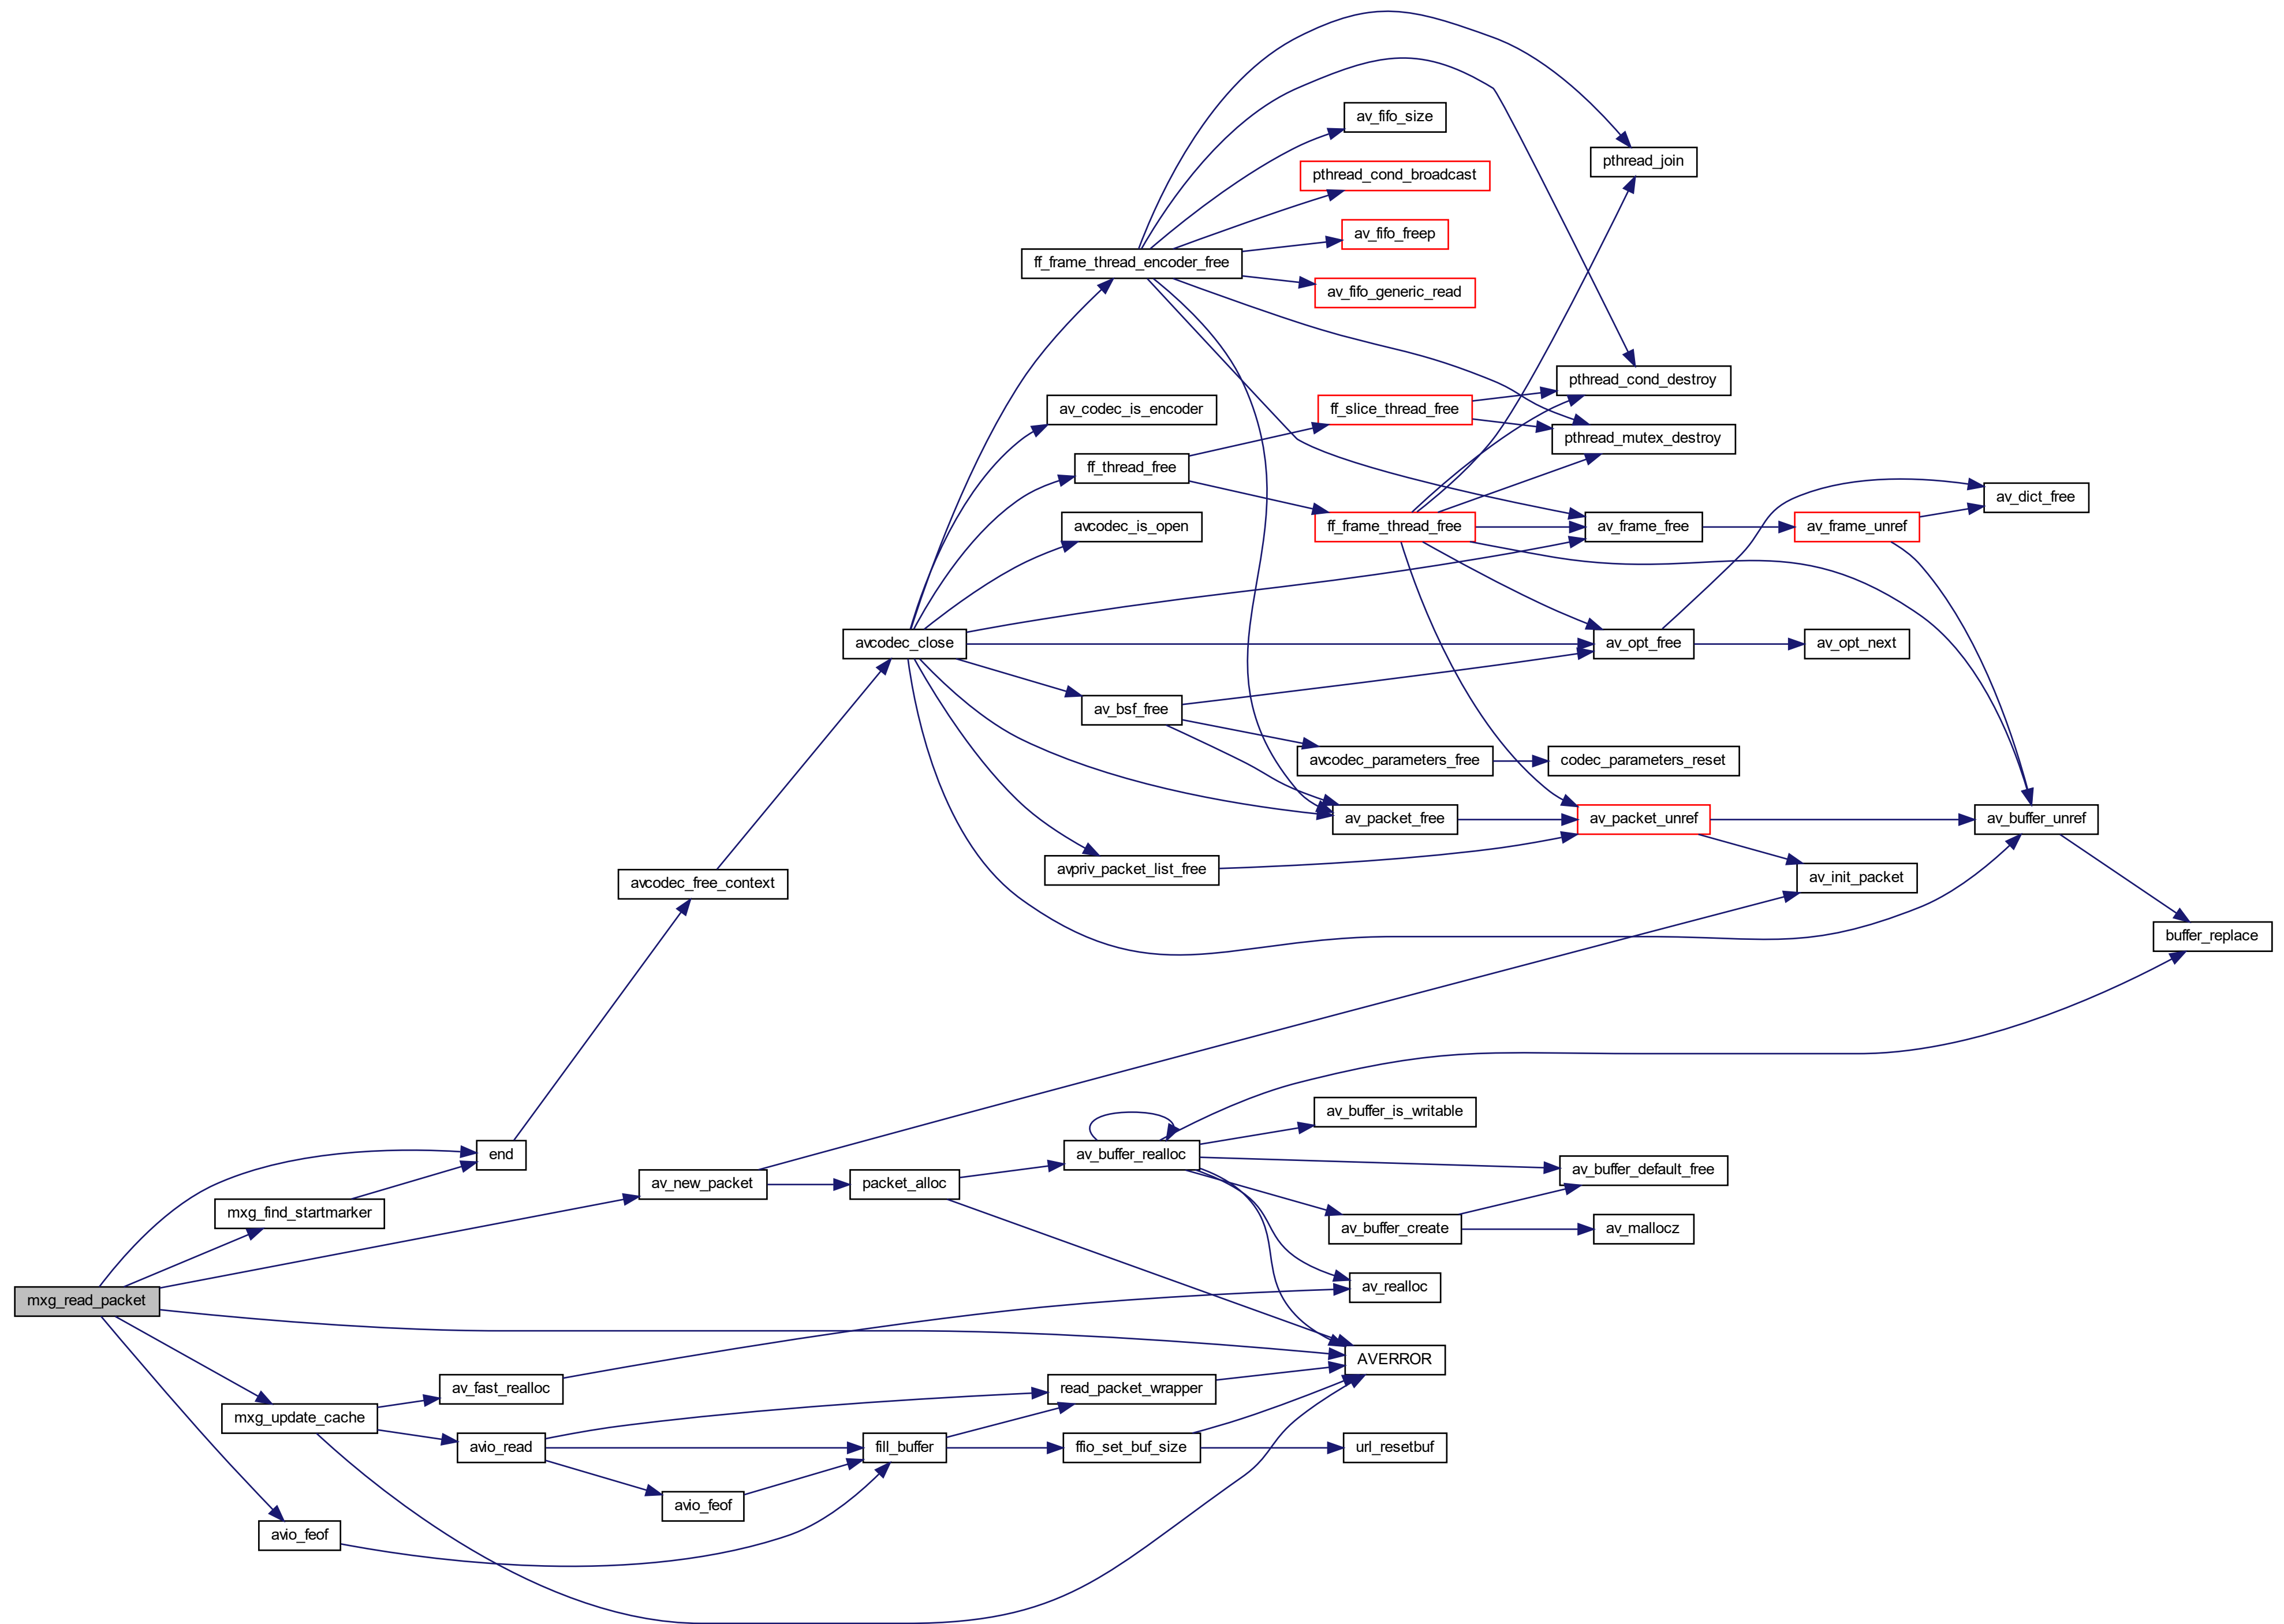 av_fifo_size
pthread_join
pthread_cond_broadcast
av_fifo_freep
ff_frame_thread_encoder_free
av_fifo_generic_read
pthread_cond_destroy
av_codec_is_encoder
ff_slice_thread_free
pthread_mutex_destroy
ff_thread_free
av_dict_free
avcodec_is_open
ff_frame_thread_free
av_frame_free
av_frame_unref
avcodec_close
av_opt_free
av_opt_next
av_bsf_free
avcodec_parameters_free
codec_parameters_reset
av_packet_free
av_packet_unref
av_buffer_unref
avpriv_packet_list_free
av_init_packet
avcodec_free_context
buffer_replace
av_buffer_is_writable
end
av_buffer_realloc
av_buffer_default_free
av_new_packet
packet_alloc
mxg_find_startmarker
av_buffer_create
av_mallocz
av_realloc
mxg_read_packet
AVERROR
av_fast_realloc
read_packet_wrapper
mxg_update_cache
avio_read
fill_buffer
ffio_set_buf_size
url_resetbuf
avio_feof
avio_feof